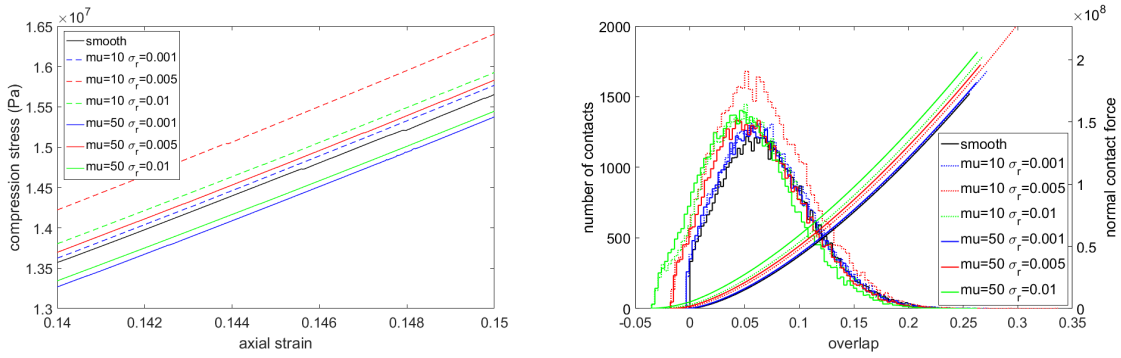 ×10⁷
1.65
1.6
1.55
1.5
1.45
1.4
1.35
1.3
0.14
0.142
0.144
0.146
0.148
0.15
axial strain
compression stress (Pa)
smooth
mu=10 σr=0.001
mu=10 σr=0.005
mu=10 σr=0.01
mu=50 σr=0.001
mu=50 σr=0.005
mu=50 σr=0.01
2000
1500
1000
500
0
number of contacts
-0.05
0
0.05
0.1
0.15
0.2
0.25
0.3
0.35
overlap
×10⁸
2
1.5
1
0.5
0
normal contact force
smooth
mu=10 σr=0.001
mu=10 σr=0.005
mu=10 σr=0.01
mu=50 σr=0.001
mu=50 σr=0.005
mu=50 σr=0.01